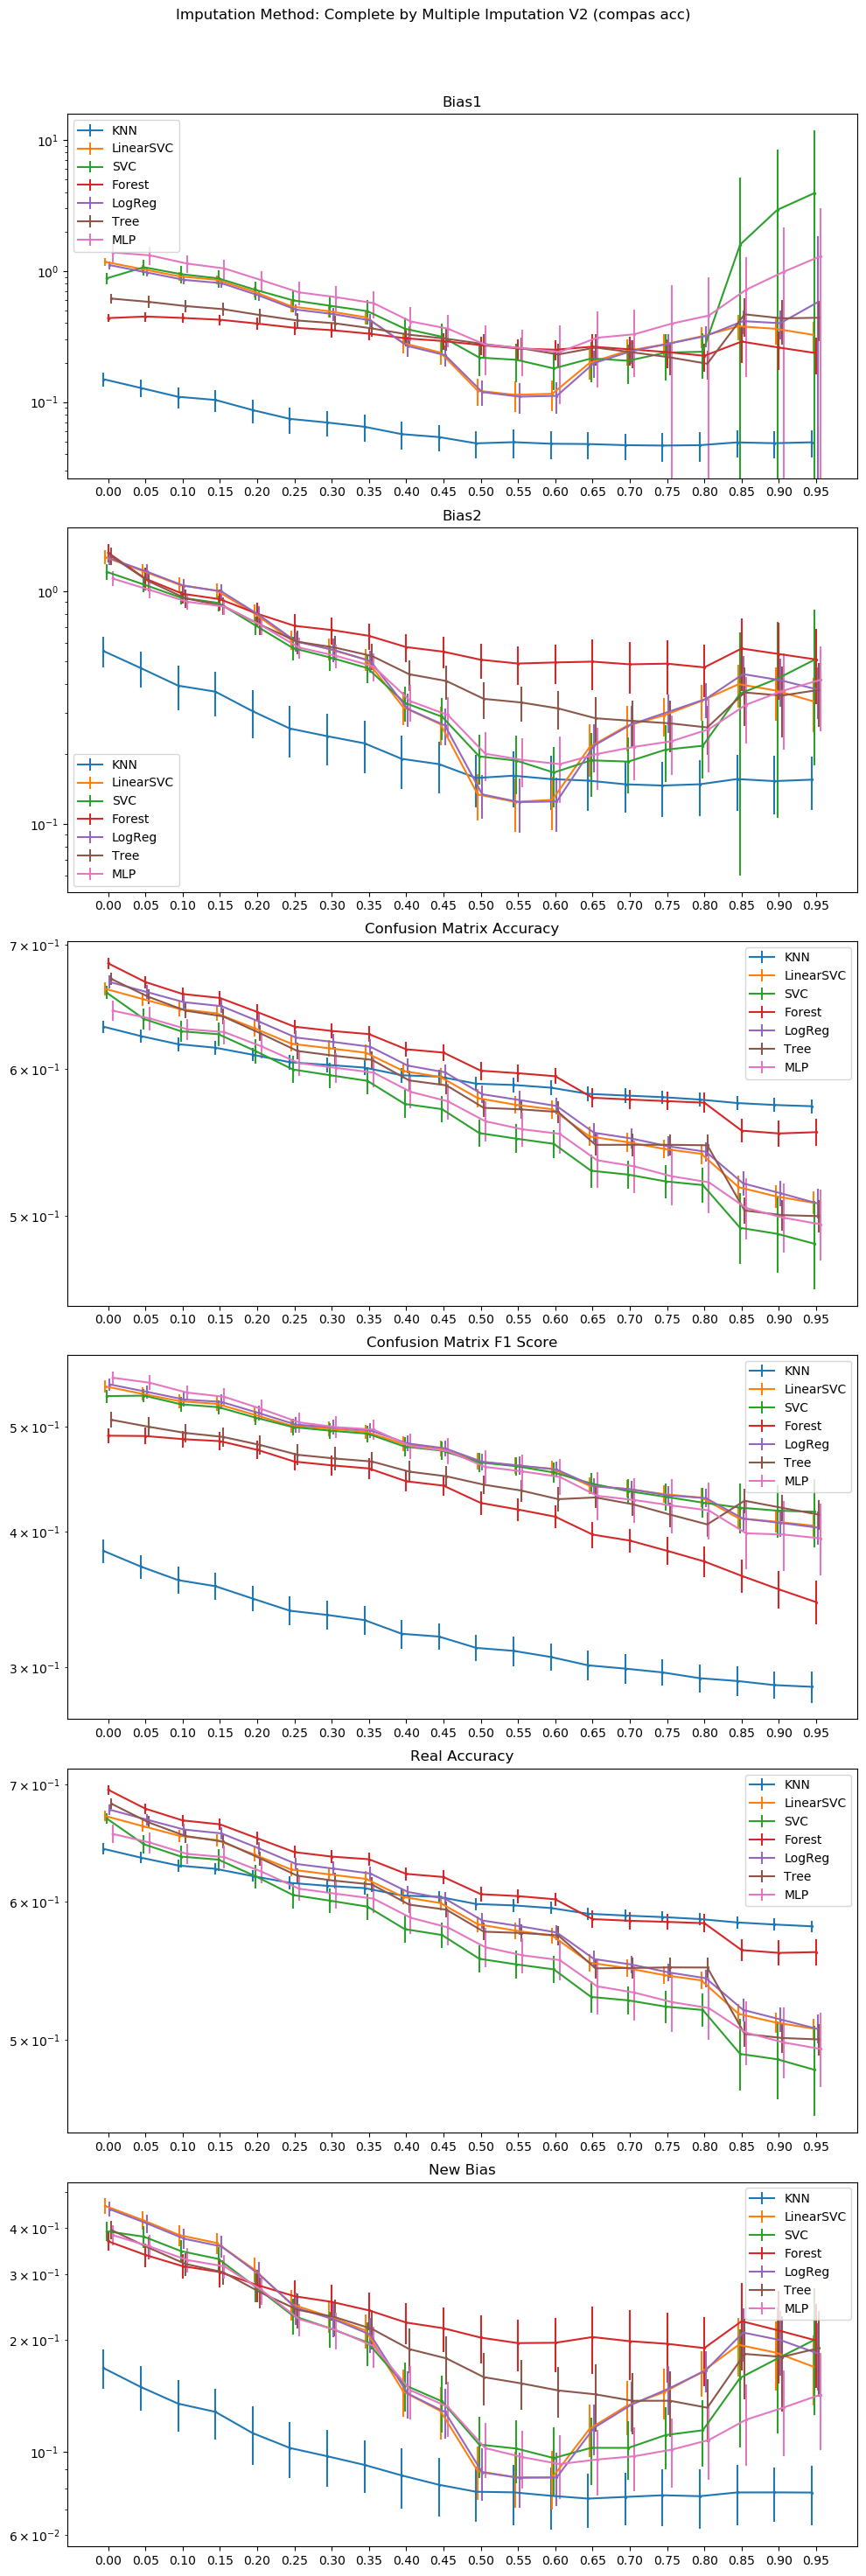 Imputation Method: Complete by Multiple Imputation V2 (compas acc)
Bias1
10¹
10⁰
10⁻¹
KNN
LinearSVC
SVC
Forest
LogReg
Tree
MLP
0.00 0.05 0.10 0.15 0.20 0.25 0.30 0.35 0.40 0.45 0.50 0.55 0.60 0.65 0.70 0.75 0.80 0.85 0.90 0.95
Bias2
10⁰
10⁻¹
KNN
LinearSVC
SVC
Forest
LogReg
Tree
MLP
0.00 0.05 0.10 0.15 0.20 0.25 0.30 0.35 0.40 0.45 0.50 0.55 0.60 0.65 0.70 0.75 0.80 0.85 0.90 0.95
Confusion Matrix Accuracy
7 × 10⁻¹
6 × 10⁻¹
5 × 10⁻¹
KNN
LinearSVC
SVC
Forest
LogReg
Tree
MLP
0.00 0.05 0.10 0.15 0.20 0.25 0.30 0.35 0.40 0.45 0.50 0.55 0.60 0.65 0.70 0.75 0.80 0.85 0.90 0.95
Confusion Matrix F1 Score
5 × 10⁻¹
4 × 10⁻¹
3 × 10⁻¹
KNN
LinearSVC
SVC
Forest
LogReg
Tree
MLP
0.00 0.05 0.10 0.15 0.20 0.25 0.30 0.35 0.40 0.45 0.50 0.55 0.60 0.65 0.70 0.75 0.80 0.85 0.90 0.95
Real Accuracy
7 × 10⁻¹
6 × 10⁻¹
5 × 10⁻¹
KNN
LinearSVC
SVC
Forest
LogReg
Tree
MLP
0.00 0.05 0.10 0.15 0.20 0.25 0.30 0.35 0.40 0.45 0.50 0.55 0.60 0.65 0.70 0.75 0.80 0.85 0.90 0.95
New Bias
4 × 10⁻¹
3 × 10⁻¹
2 × 10⁻¹
10⁻¹
6 × 10⁻²
KNN
LinearSVC
SVC
Forest
LogReg
Tree
MLP
0.00 0.05 0.10 0.15 0.20 0.25 0.30 0.35 0.40 0.45 0.50 0.55 0.60 0.65 0.70 0.75 0.80 0.85 0.90 0.95